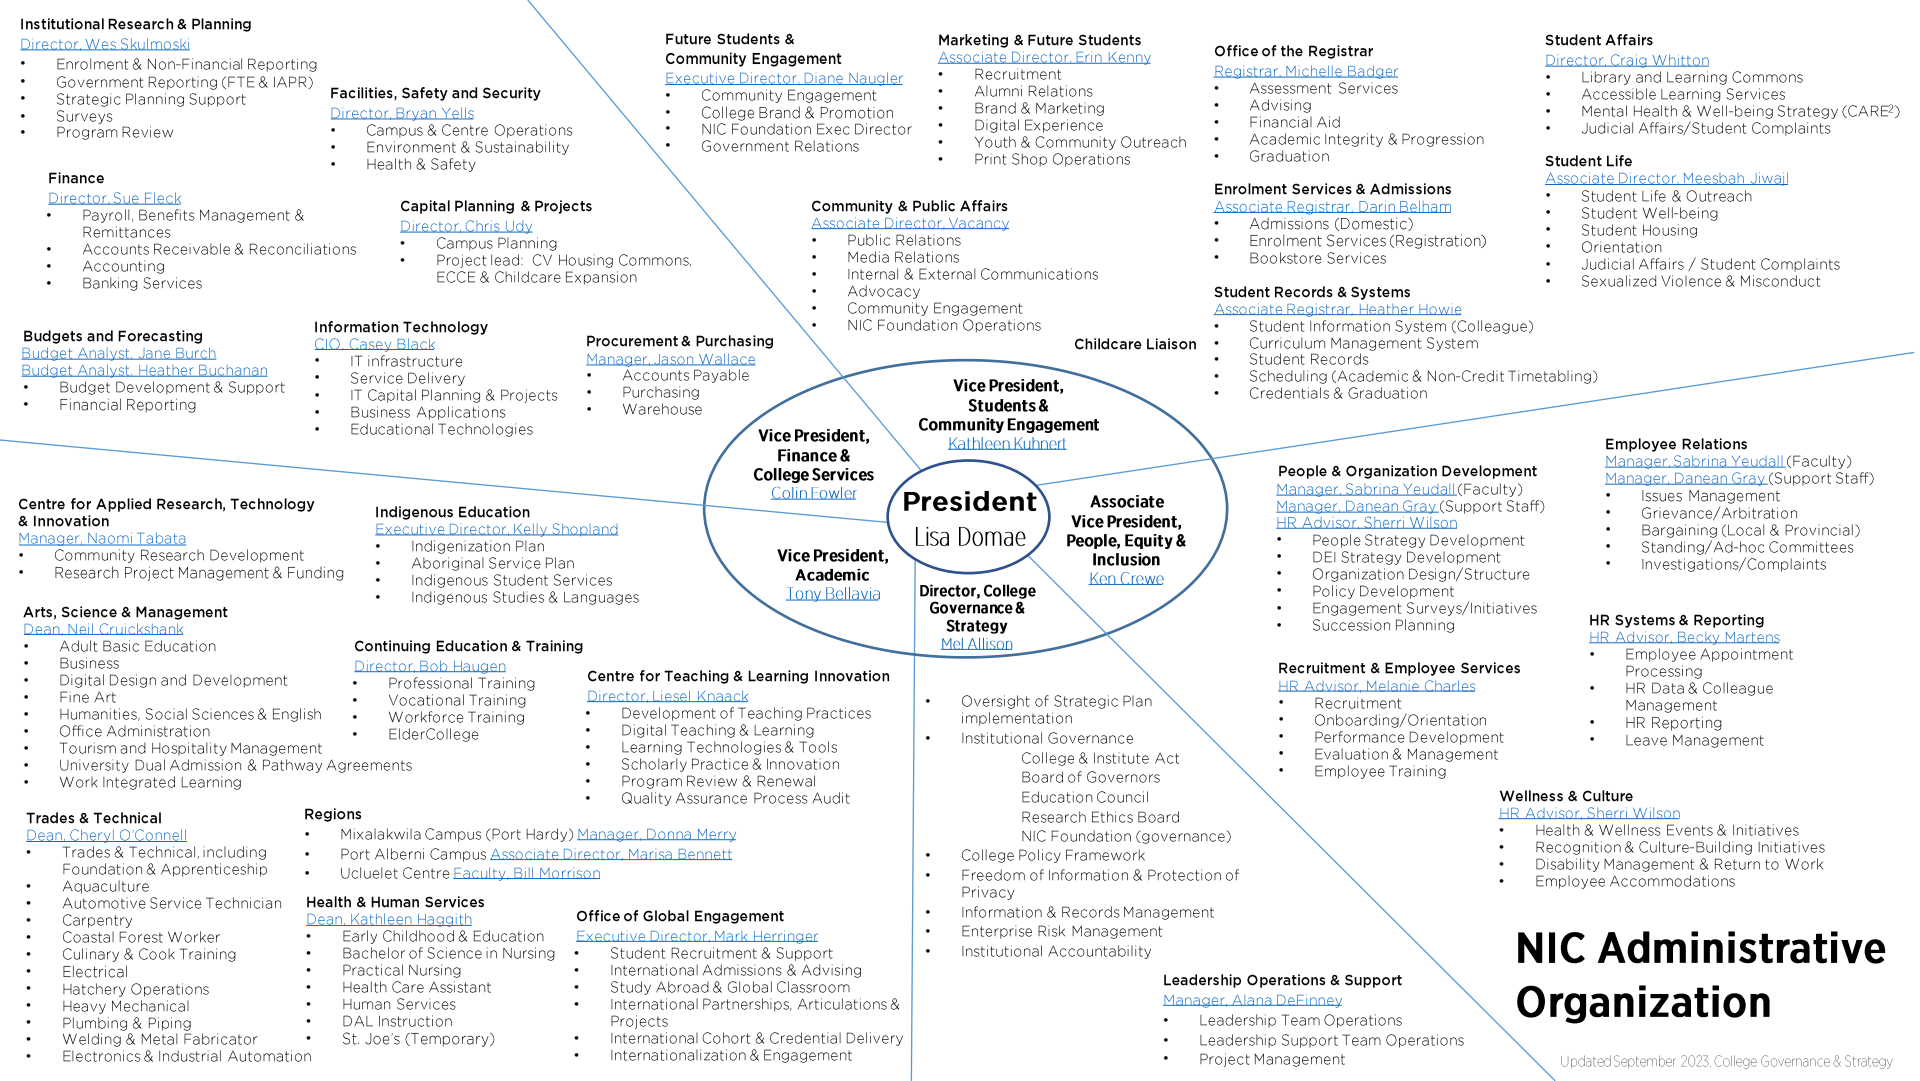 Institutional Research & Planning
Director, Wes Skulmoski
• Enrolment & Non-Financial Reporting
• Government Reporting (FTE & IAPR)
• Strategic Planning Support
• Surveys
• Program Review
Facilities, Safety and Security
Director, Bryan Yells
• Campus & Centre Operations
• Environment & Sustainability
• Health & Safety
Finance
Director, Sue Fleck
• Payroll, Benefits Management &
Remittances
• Accounts Receivable & Reconciliations
• Accounting
• Banking Services
Capital Planning & Projects
Director, Chris Udy
• Campus Planning
• Project lead: CV Housing Commons,
ECCE & Childcare Expansion
Budgets and Forecasting
Budget Analyst, Jane Burch
Budget Analyst, Heather Buchanan
• Budget Development & Support
• Financial Reporting
Information Technology
CIO, Casey Black
• IT infrastructure
• Service Delivery
• IT Capital Planning & Projects
• Business Applications
• Educational Technologies
Procurement & Purchasing
Manager, Jason Wallace
• Accounts Payable
• Purchasing
• Warehouse
Future Students &
Community Engagement
Executive Director, Diane Naugler
• Community Engagement
• College Brand & Promotion
• NIC Foundation Exec Director
• Government Relations
Marketing & Future Students
Associate Director, Erin Kenny
• Recruitment
• Alumni Relations
• Brand & Marketing
• Digital Experience
• Youth & Community Outreach
• Print Shop Operations
Community & Public Affairs
Associate Director, Vacancy
• Public Relations
• Media Relations
• Internal & External Communications
• Advocacy
• Community Engagement
• NIC Foundation Operations
Childcare Liaison
Office of the Registrar
Registrar, Michelle Badger
• Assessment Services
• Advising
• Financial Aid
• Academic Integrity & Progression
• Graduation
Enrolment Services & Admissions
Associate Registrar, Darin Belham
• Admissions (Domestic)
• Enrolment Services (Registration)
• Bookstore Services
Student Records & Systems
Associate Registrar, Heather Howie
• Student Information System (Colleague)
• Curriculum Management System
• Student Records
• Scheduling (Academic & Non-Credit Timetabling)
• Credentials & Graduation
Student Affairs
Director, Craig Whitton
• Library and Learning Commons
• Accessible Learning Services
• Mental Health & Well-being Strategy (CARE²)
• Judicial Affairs/Student Complaints
Student Life
Associate Director, Meesbah Jiwajl
• Student Life & Outreach
• Student Well-being
• Student Housing
• Orientation
• Judicial Affairs / Student Complaints
• Sexualized Violence & Misconduct
Vice President,
Students &
Community Engagement
Kathleen Kuhnert
Vice President,
Finance &
College Services
Colin Fowler
President
Lisa Domae
Associate
Vice President,
People, Equity &
Inclusion
Ken Crewe
Vice President,
Academic
Tony Bellavia
Director, College
Governance &
Strategy
Mel Allison
Centre for Applied Research, Technology
& Innovation
Manager, Naomi Tabata
• Community Research Development
• Research Project Management & Funding
Indigenous Education
Executive Director, Kelly Shopland
• Indigenization Plan
• Aboriginal Service Plan
• Indigenous Student Services
• Indigenous Studies & Languages
Arts, Science & Management
Dean, Neil Cruickshank
• Adult Basic Education
• Business
• Digital Design and Development
• Fine Art
• Humanities, Social Sciences & English
• Office Administration
• Tourism and Hospitality Management
• University Dual Admission & Pathway Agreements
• Work Integrated Learning
Continuing Education & Training
Director, Bob Haugen
• Professional Training
• Vocational Training
• Workforce Training
• ElderCollege
Centre for Teaching & Learning Innovation
Director, Liesel Knaack
• Development of Teaching Practices
• Digital Teaching & Learning
• Learning Technologies & Tools
• Scholarly Practice & Innovation
• Program Review & Renewal
• Quality Assurance Process Audit
Trades & Technical
Dean, Cheryl O'Connell
• Trades & Technical, including
Foundation & Apprenticeship
• Aquaculture
• Automotive Service Technician
• Carpentry
• Coastal Forest Worker
• Culinary & Cook Training
• Electrical
• Hatchery Operations
• Heavy Mechanical
• Plumbing & Piping
• Welding & Metal Fabricator
• Electronics & Industrial Automation
Regions
• Mixalakwila Campus (Port Hardy) Manager, Donna Merry
• Port Alberni Campus Associate Director, Marisa Bennett
• Ucluelet Centre Faculty, Bill Morrison
Health & Human Services
Dean, Kathleen Haggith
• Early Childhood & Education
• Bachelor of Science in Nursing
• Practical Nursing
• Health Care Assistant
• Human Services
• DAL Instruction
• St. Joe's (Temporary)
Office of Global Engagement
Executive Director, Mark Herringer
• Student Recruitment & Support
• International Admissions & Advising
• Study Abroad & Global Classroom
• International Partnerships, Articulations &
Projects
• International Cohort & Credential Delivery
• Internationalization & Engagement
• Oversight of Strategic Plan
implementation
• Institutional Governance
College & Institute Act
Board of Governors
Education Council
Research Ethics Board
NIC Foundation (governance)
• College Policy Framework
• Freedom of Information & Protection of
Privacy
• Information & Records Management
• Enterprise Risk Management
• Institutional Accountability
Leadership Operations & Support
Manager, Alana DeFinney
• Leadership Team Operations
• Leadership Support Team Operations
• Project Management
People & Organization Development
Manager, Sabrina Yeudall (Faculty)
Manager, Danean Gray (Support Staff)
HR Advisor, Sherri Wilson
• People Strategy Development
• DEI Strategy Development
• Organization Design/Structure
• Policy Development
• Engagement Surveys/Initiatives
• Succession Planning
Employee Relations
Manager, Sabrina Yeudall (Faculty)
Manager, Danean Gray (Support Staff)
• Issues Management
• Grievance/Arbitration
• Bargaining (Local & Provincial)
• Standing/Ad-hoc Committees
• Investigations/Complaints
Recruitment & Employee Services
HR Advisor, Melanie Charles
• Recruitment
• Onboarding/Orientation
• Performance Development
• Evaluation & Management
• Employee Training
HR Systems & Reporting
HR Advisor, Becky Martens
• Employee Appointment
Processing
• HR Data & Colleague
Management
• HR Reporting
• Leave Management
Wellness & Culture
HR Advisor, Sherri Wilson
• Health & Wellness Events & Initiatives
• Recognition & Culture-Building Initiatives
• Disability Management & Return to Work
• Employee Accommodations
NIC Administrative
Organization
Updated September 2023, College Governance & Strategy